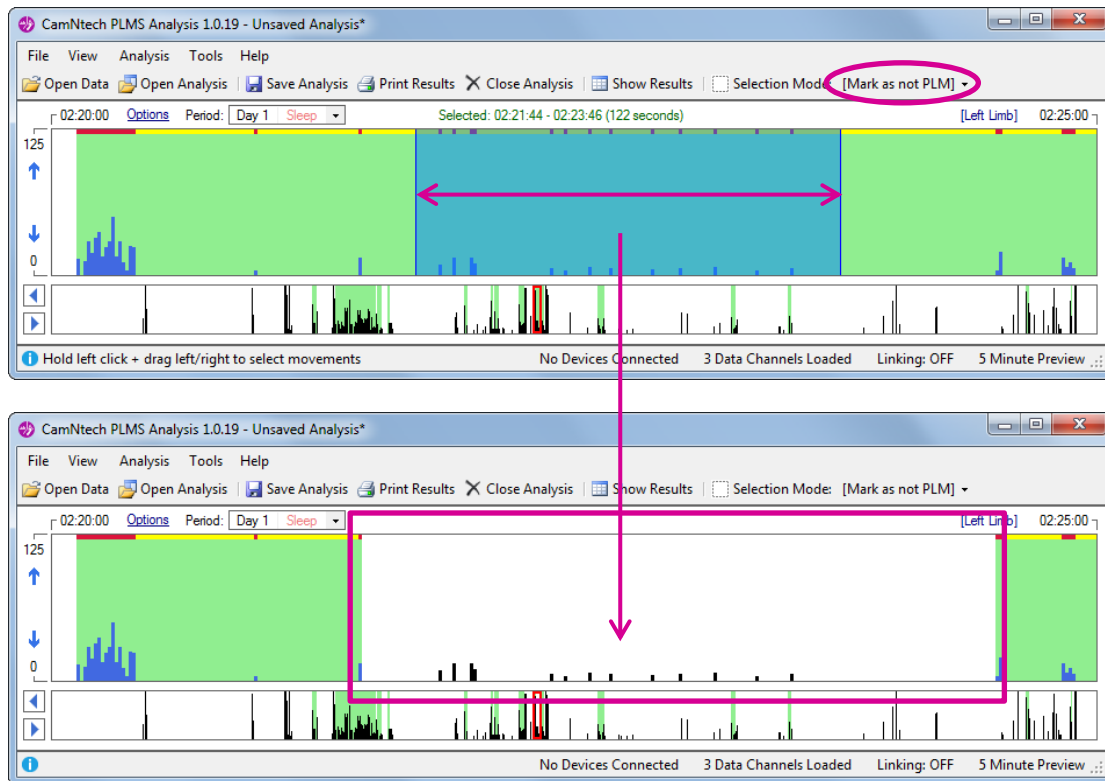 CamNtech PLMS Analysis 1.0.19 - Unsaved Analysis*
File View Analysis Tools Help
Open Data Open Analysis Save Analysis Print Results Close Analysis Show Results Selection Mode: [Mark as not PLM]
02:20:00 Options Period: Day 1 Sleep Selected: 02:21:44 - 02:23:46 (122 seconds) [Left Limb] 02:25:00
125
0
Hold left click + drag left/right to select movements No Devices Connected 3 Data Channels Loaded Linking: OFF 5 Minute Preview
CamNtech PLMS Analysis 1.0.19 - Unsaved Analysis*
File View Analysis Tools Help
Open Data Open Analysis Save Analysis Print Results Close Analysis Show Results Selection Mode: [Mark as not PLM]
02:20:00 Options Period: Day 1 Sleep [Left Limb] 02:25:00
125
0
No Devices Connected 3 Data Channels Loaded Linking: OFF 5 Minute Preview